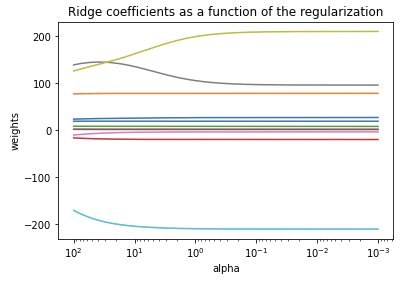 Ridge coefficients as a function of the regularization
200
100
0
−100
−200
weights
10² 10¹ 10⁰ 10⁻¹ 10⁻² 10⁻³
alpha